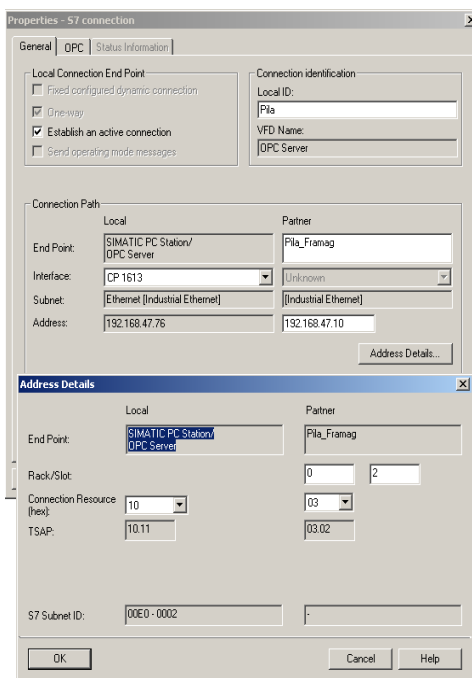 Properties - S7 connection
General OPC Status Information
Local Connection End Point
Fixed configured dynamic connection
One-way
Establish an active connection
Send operating mode messages
Connection identification
Local ID:
Pila
VFD Name:
OPC Server
Connection Path
Local Partner
End Point: SIMATIC PC Station/ Pila_Framag
OPC Server
Interface: CP 1613 Unknown
Subnet: Ethernet [Industrial Ethernet] [Industrial Ethernet]
Address: 192.168.47.76 192.168.47.10
Address Details...
Address Details
Local Partner
End Point: SIMATIC PC Station/ Pila_Framag
OPC Server
Rack/Slot: 0 2
Connection Resource 10 03
(hex):
TSAP: 10.11 03.02
S7 Subnet ID: 00E0 - 0002 -
OK Cancel Help